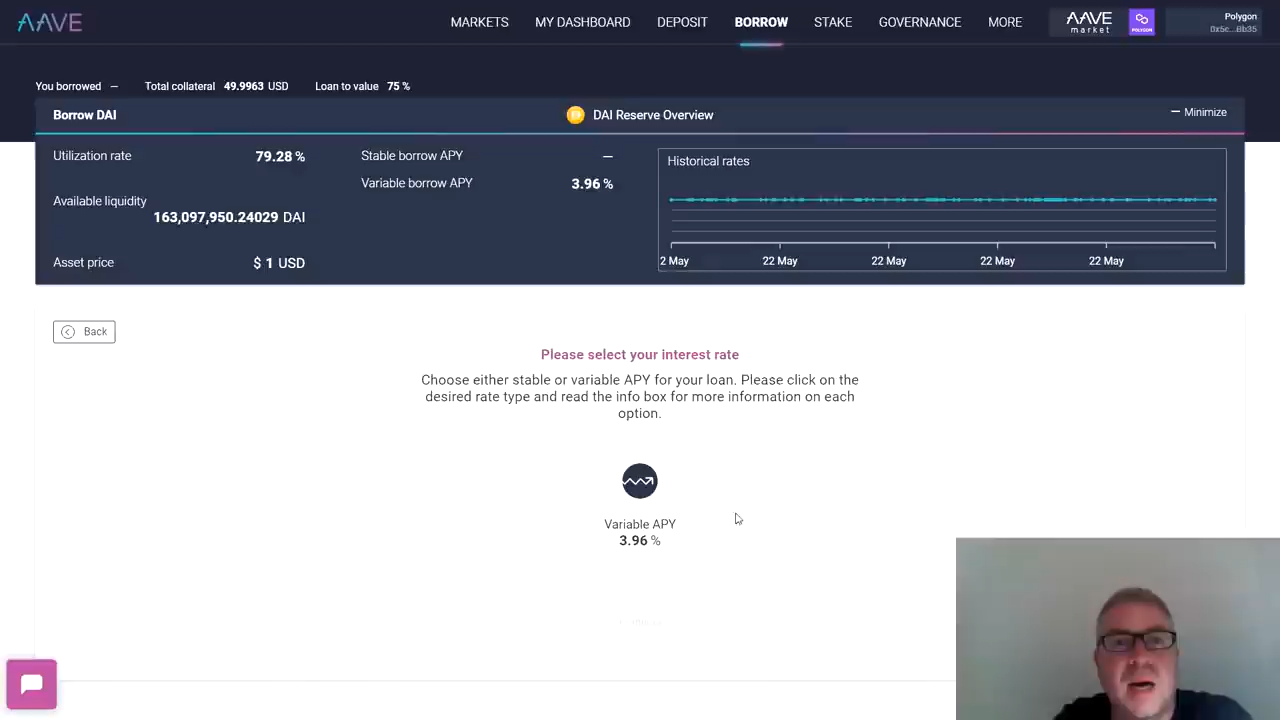 AAVE
MARKETS
MY DASHBOARD
DEPOSIT
BORROW
STAKE
GOVERNANCE
MORE
AAVE
market
POLYGON
Polygon
0x5c...Bb35
You borrowed —
Total collateral 49.9963 USD
Loan to value 75 %
Borrow DAI
DAI Reserve Overview
— Minimize
Utilization rate 79.28 %
Stable borrow APY —
Variable borrow APY 3.96 %
Available liquidity
163,097,950.24029 DAI
Asset price $ 1 USD
Historical rates
2 May
22 May
22 May
22 May
22 May
Back
Please select your interest rate
Choose either stable or variable APY for your loan. Please click on the
desired rate type and read the info box for more information on each
option.
Variable APY
3.96 %